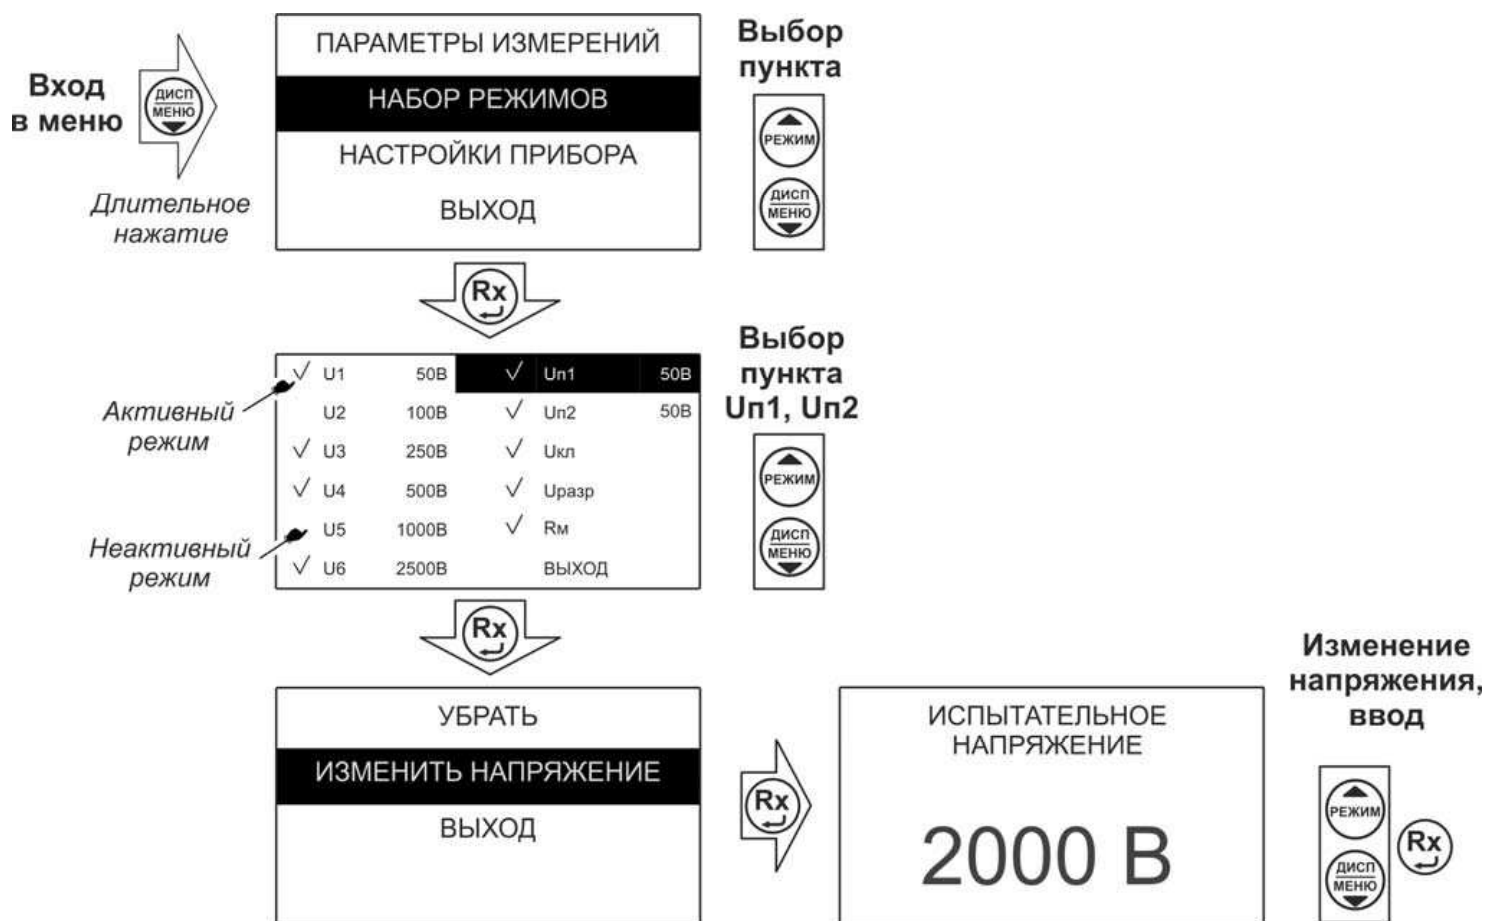 Вход
в меню
ДИСП
МЕНЮ
Длительное
нажатие
ПАРАМЕТРЫ ИЗМЕРЕНИЙ
НАБОР РЕЖИМОВ
НАСТРОЙКИ ПРИБОРА
ВЫХОД
Выбор
пункта
РЕЖИМ
ДИСП
МЕНЮ
Rx
Активный
режим
Неактивный
режим
U1 50В Uп1 50В
U2 100В Uп2 50В
U3 250В Uкл
U4 500В Uразр
U5 1000В Rм
U6 2500В ВЫХОД
Выбор
пункта
Uп1, Uп2
РЕЖИМ
ДИСП
МЕНЮ
Rx
УБРАТЬ
ИЗМЕНИТЬ НАПРЯЖЕНИЕ
ВЫХОД
Rx
ИСПЫТАТЕЛЬНОЕ
НАПРЯЖЕНИЕ
2000 В
Изменение
напряжения,
ввод
РЕЖИМ
ДИСП
МЕНЮ
Rx